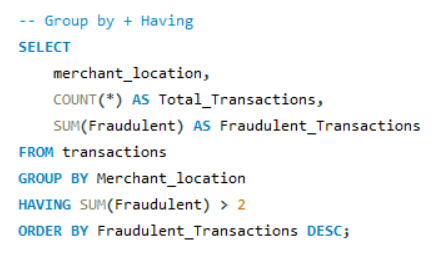 -- Group by + Having
SELECT
    merchant_location,
    COUNT(*) AS Total_Transactions,
    SUM(Fraudulent) AS Fraudulent_Transactions
FROM transactions
GROUP BY Merchant_location
HAVING SUM(Fraudulent) > 2
ORDER BY Fraudulent_Transactions DESC;